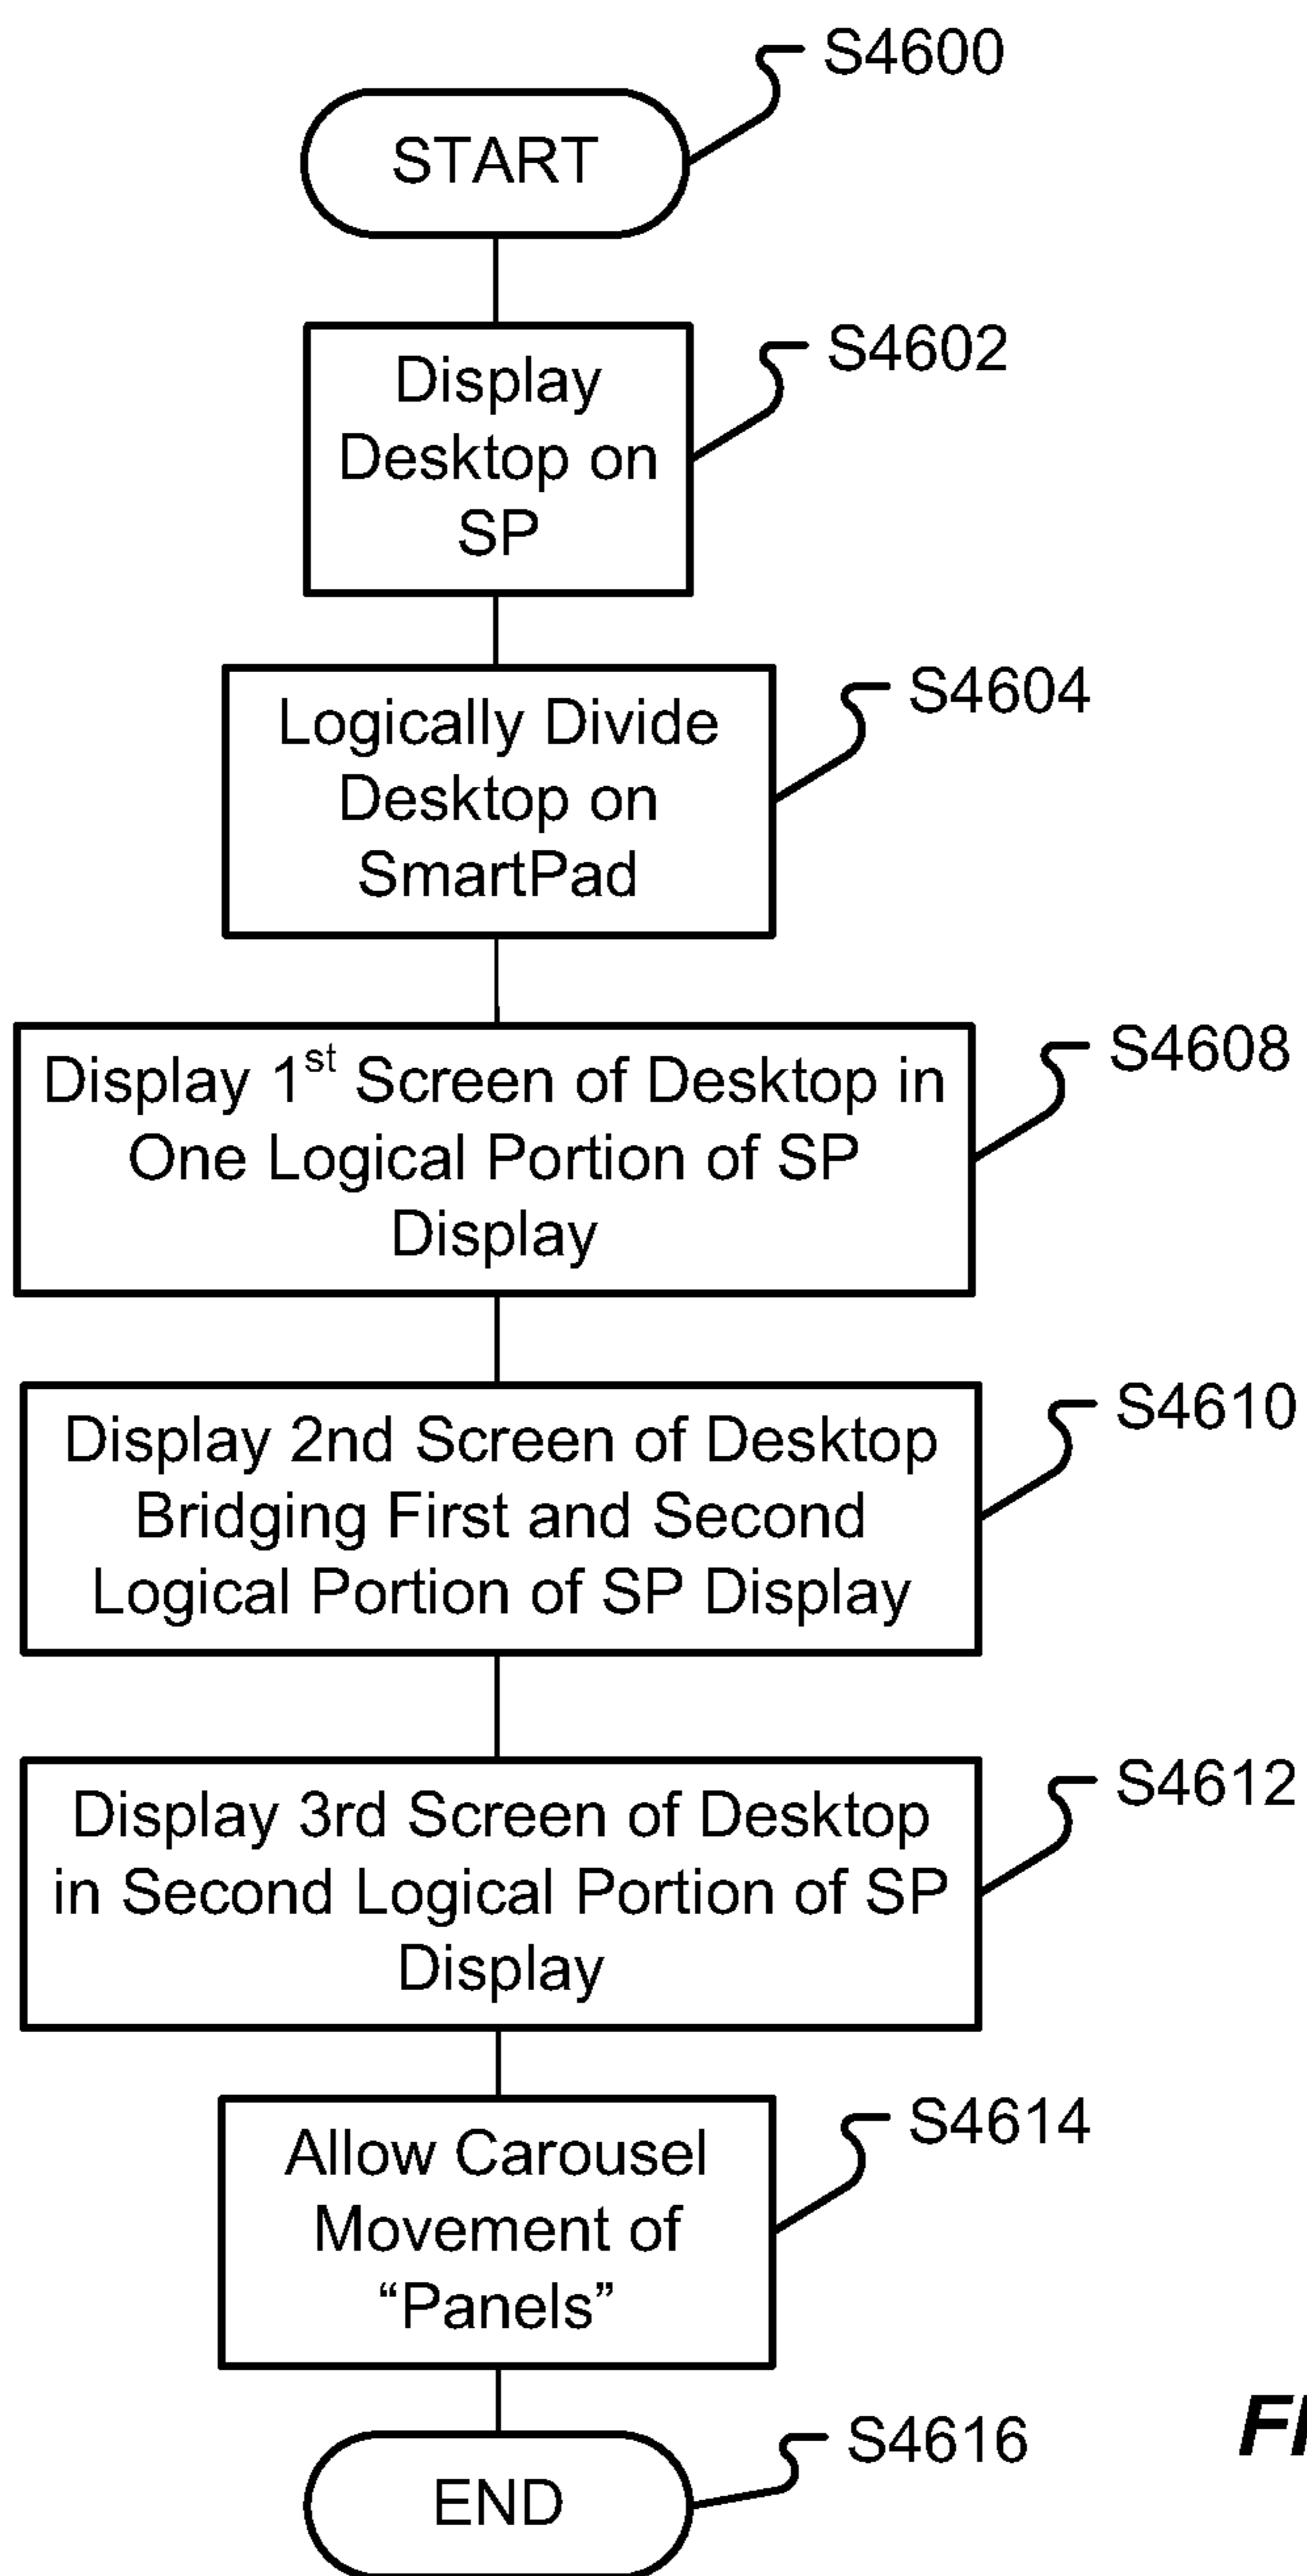 S4600
START
S4602
Display
Desktop on
SP
S4604
Logically Divide
Desktop on
SmartPad
S4608
Display 1st Screen of Desktop in
One Logical Portion of SP
Display
S4610
Display 2nd Screen of Desktop
Bridging First and Second
Logical Portion of SP Display
S4612
Display 3rd Screen of Desktop
in Second Logical Portion of SP
Display
S4614
Allow Carousel
Movement of
“Panels”
S4616
END